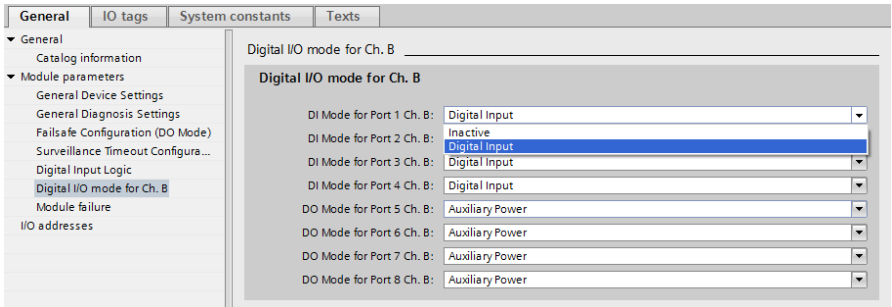 General IO tags System constants Texts
General
Catalog information
Module parameters
General Device Settings
General Diagnosis Settings
Failsafe Configuration (DO Mode)
Surveillance Timeout Configura...
Digital Input Logic
Digital I/O mode for Ch. B
Module failure
I/O addresses
Digital I/O mode for Ch. B
Digital I/O mode for Ch. B
DI Mode for Port 1 Ch. B: Digital Input
Inactive
DI Mode for Port 2 Ch. B:
Digital Input
DI Mode for Port 3 Ch. B: Digital Input
DI Mode for Port 4 Ch. B: Digital Input
DO Mode for Port 5 Ch. B: Auxiliary Power
DO Mode for Port 6 Ch. B: Auxiliary Power
DO Mode for Port 7 Ch. B: Auxiliary Power
DO Mode for Port 8 Ch. B: Auxiliary Power